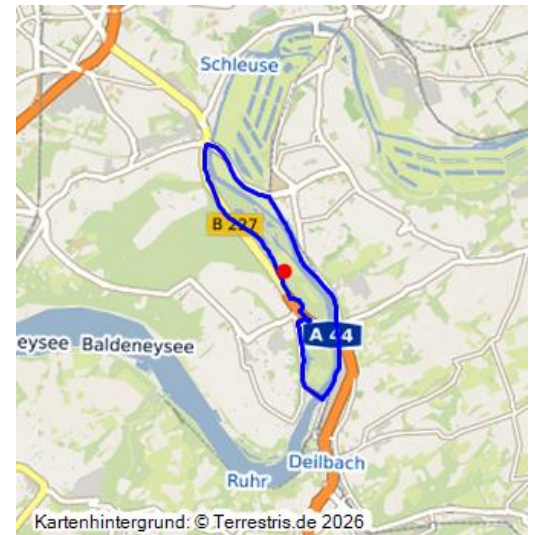 Schleuse
B 227
A 44
eysee Baldeneysee
Deilbach
Ruhr
Kartenhintergrund: © Terrestris.de 2026